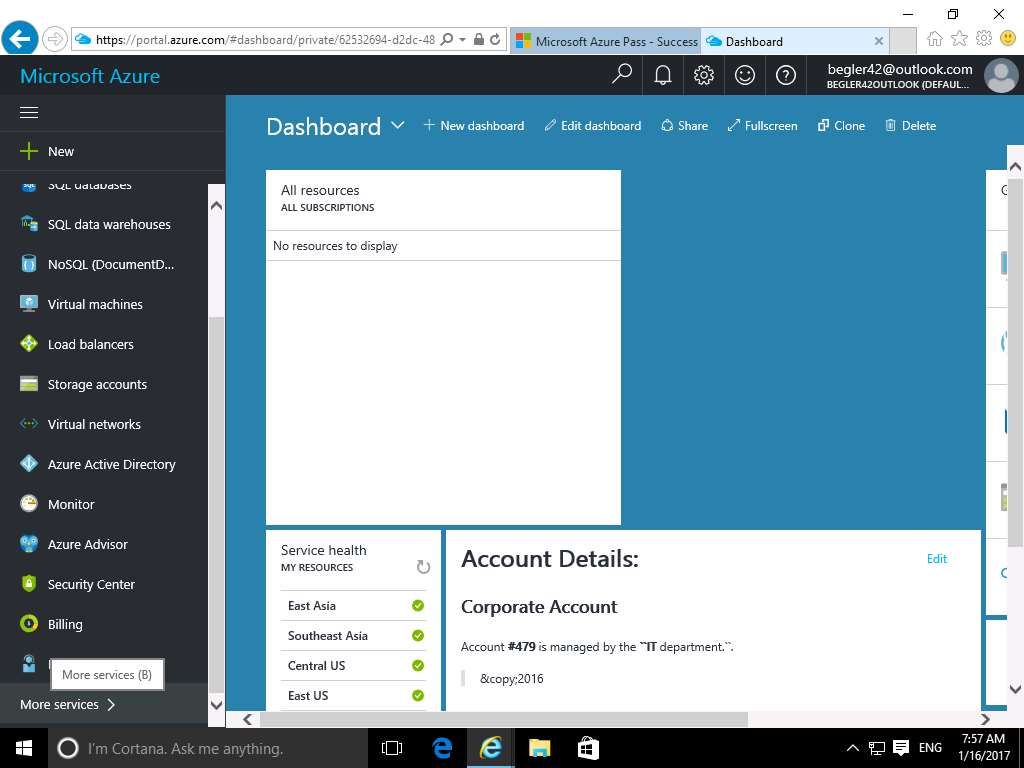 https://portal.azure.com/#dashboard/private/62532694-d2dc-48
Microsoft Azure Pass - Success
Dashboard
Microsoft Azure
begler42@outlook.com
BEGLER42OUTLOOK (DEFAUL...
New
SQL databases
SQL data warehouses
NoSQL (DocumentD...
Virtual machines
Load balancers
Storage accounts
Virtual networks
Azure Active Directory
Monitor
Azure Advisor
Security Center
Billing
More services (B)
More services
Dashboard
New dashboard
Edit dashboard
Share
Fullscreen
Clone
Delete
All resources
ALL SUBSCRIPTIONS
No resources to display
Service health
MY RESOURCES
East Asia
Southeast Asia
Central US
East US
Account Details:
Edit
Corporate Account
Account #479 is managed by the ``IT department.``.
&copy;2016
I'm Cortana. Ask me anything.
ENG
7:57 AM
1/16/2017